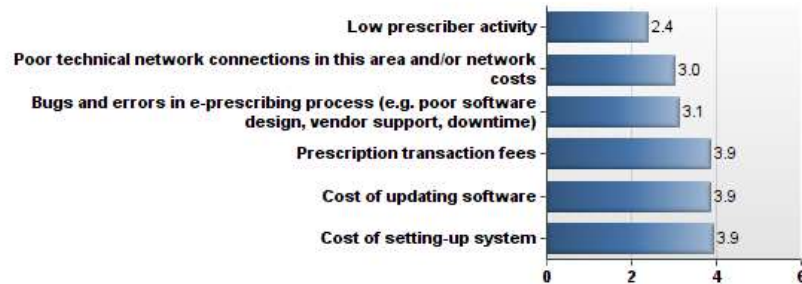 Low prescriber activity
2.4
Poor technical network connections in this area and/or network
costs
3.0
Bugs and errors in e-prescribing process (e.g. poor software
design, vendor support, downtime)
3.1
Prescription transaction fees
3.9
Cost of updating software
3.9
Cost of setting-up system
3.9
0 2 4 6